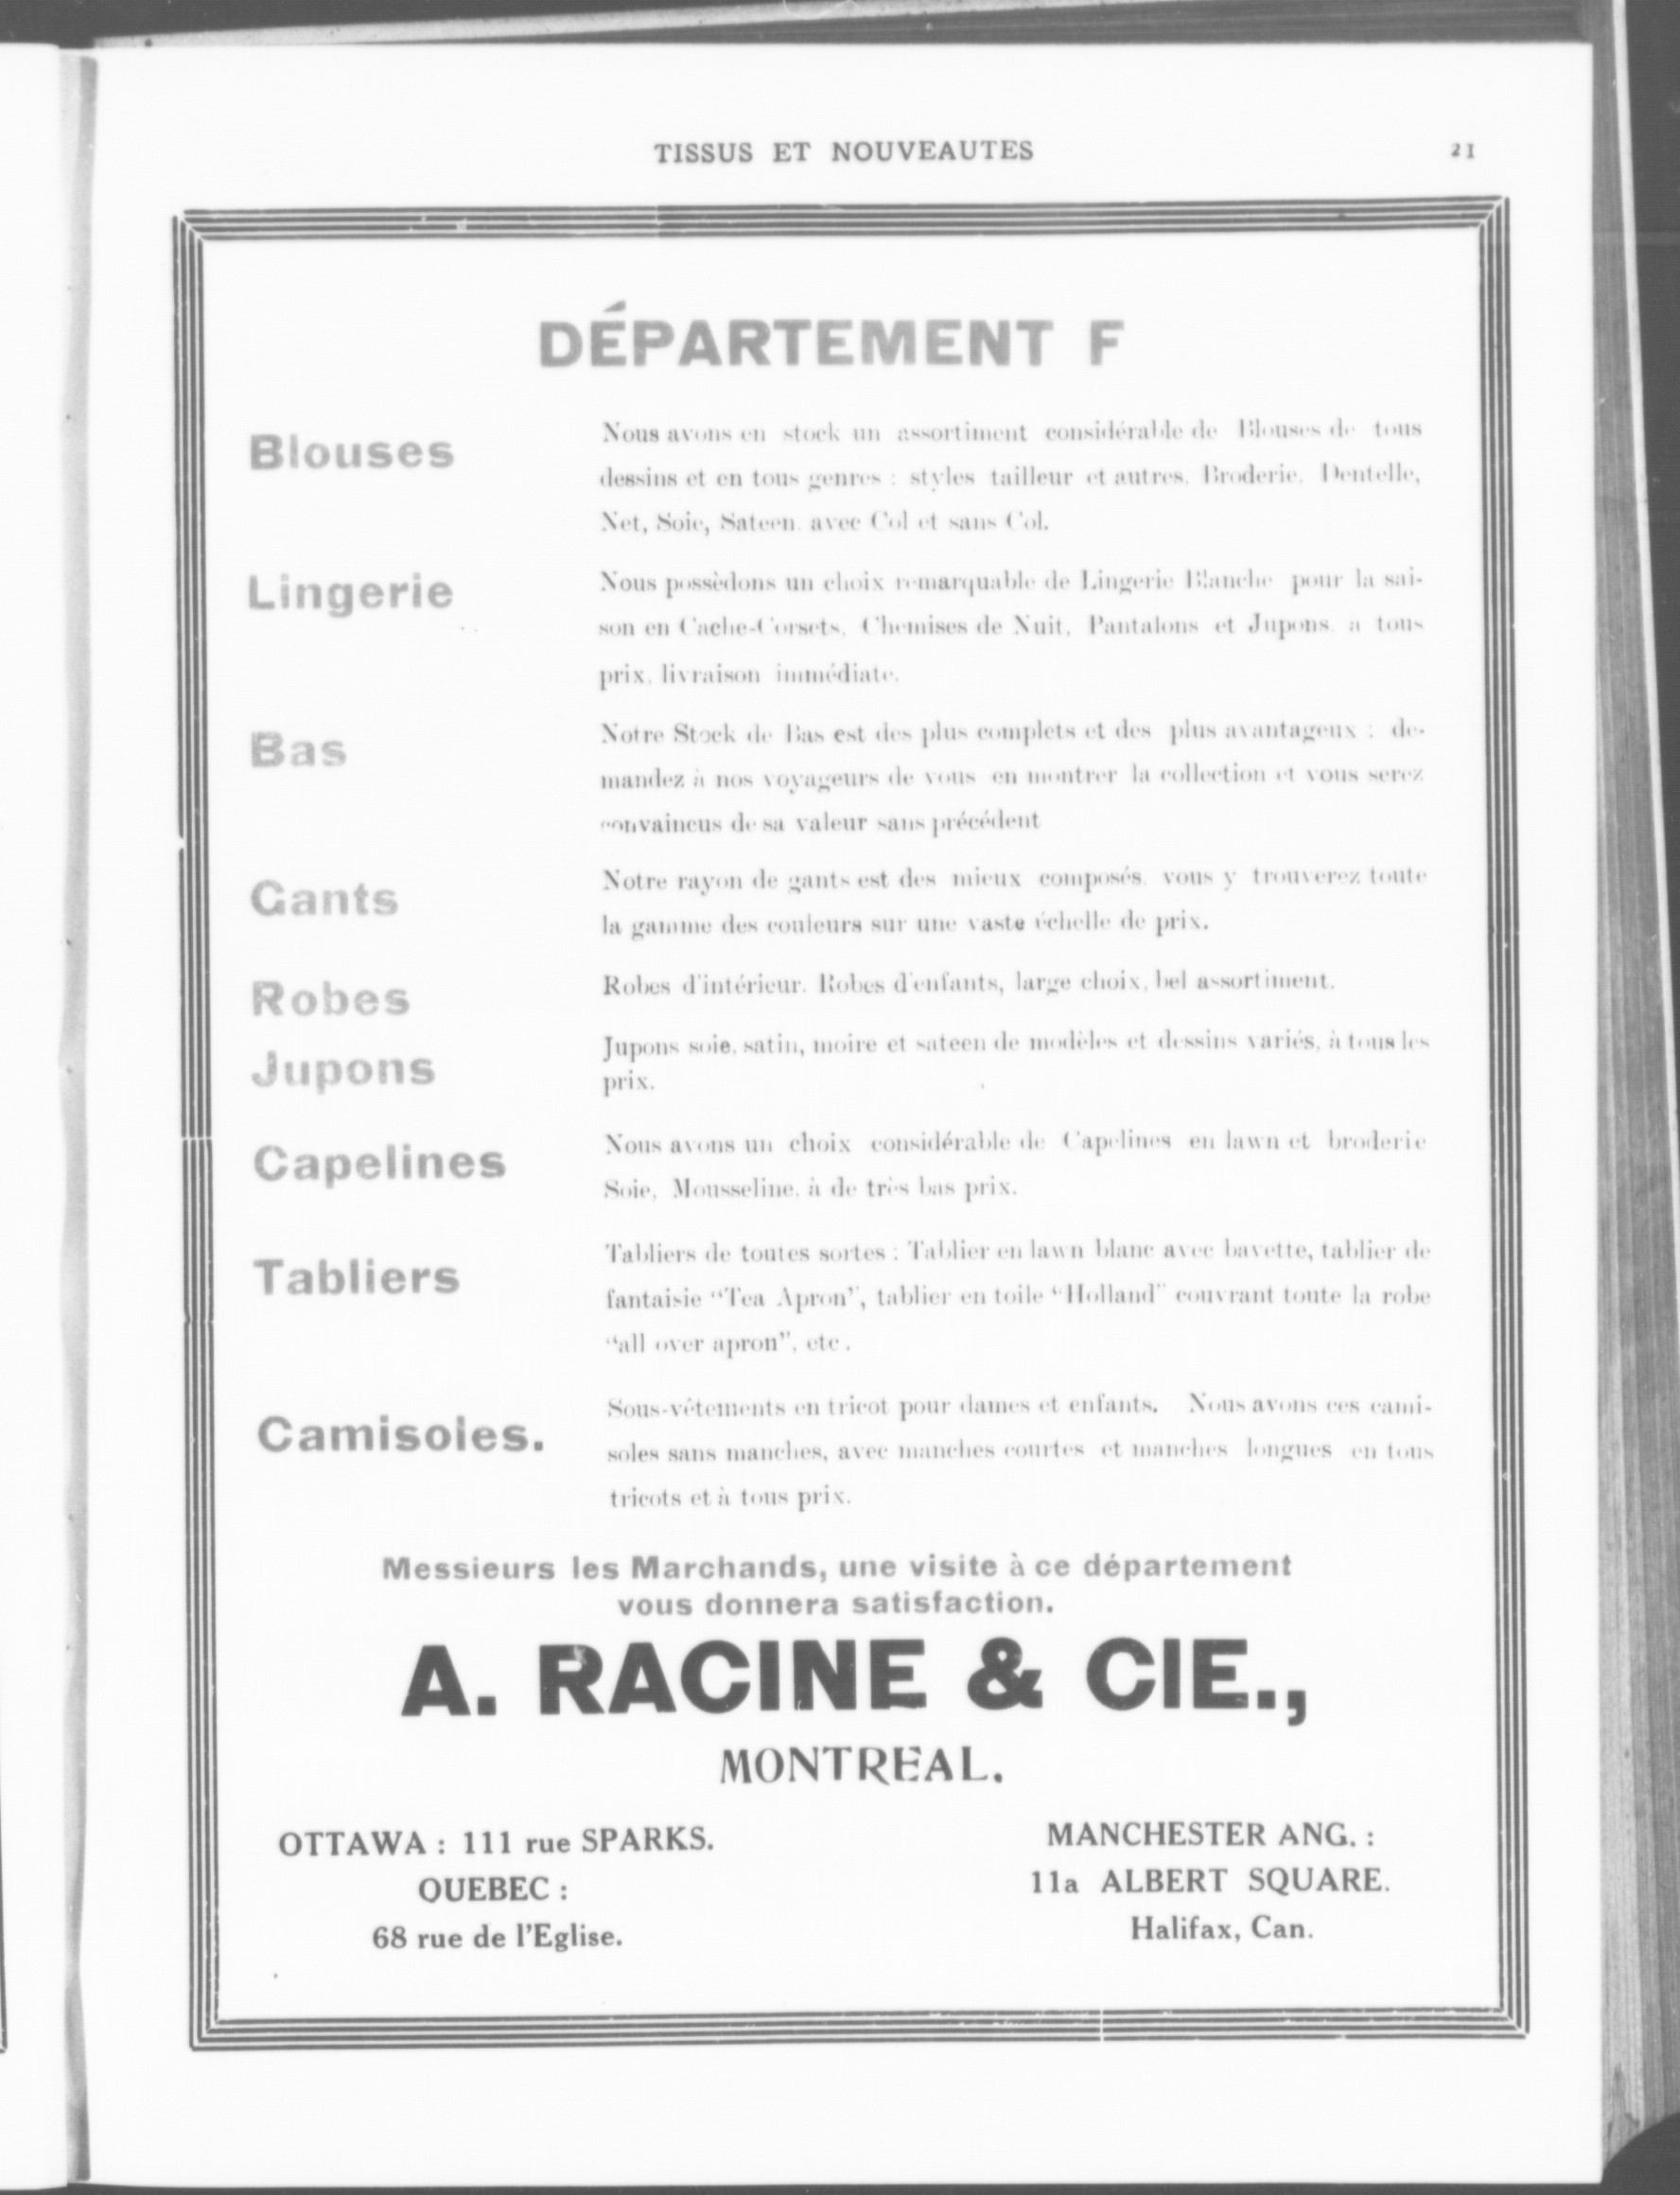 TISSUS ET NOUVEAUTES 21
DÉPARTEMENT F
Blouses
Nous avons en stock un assortiment considérable de Blouses de tous
dessins et en tous genres : styles tailleur et autres. Broderie, Dentelle,
Net, Soie, Sateen, avec Col et sans Col.
Lingerie
Nous possèdons un choix remarquable de Lingerie Blanche pour la sai-
son en Cache-Corsets, Chemises de Nuit, Pantalons et Jupons, a tous
prix, livraison immédiate.
Bas
Notre Stock de Bas est des plus complets et des plus avantageux : de-
mandez à nos voyageurs de vous en montrer la collection et vous serez
convaincus de sa valeur sans précédent
Gants
Notre rayon de gants est des mieux composés, vous y trouverez toute
la gamme des couleurs sur une vaste échelle de prix.
Robes
Robes d'intérieur. Robes d'enfants, large choix, bel assortiment.
Jupons
Jupons soie, satin, moire et sateen de modèles et dessins variés, à tous les
prix.
Capelines
Nous avons un choix considérable de Capelines en lawn et broderie
Soie, Mousseline, à de très bas prix.
Tabliers
Tabliers de toutes sortes : Tablier en lawn blanc avec bavette, tablier de
fantaisie "Tea Apron", tablier en toile "Holland" couvrant toute la robe
"all over apron", etc.
Camisoles.
Sous-vêtements en tricot pour dames et enfants. Nous avons ces cami-
soles sans manches, avec manches courtes et manches longues en tous
tricots et à tous prix.
Messieurs les Marchands, une visite à ce département
vous donnera satisfaction.
A. RACINE & CIE.,
MONTREAL.
OTTAWA : 111 rue SPARKS.
QUEBEC :
68 rue de l'Eglise.
MANCHESTER ANG. :
11a ALBERT SQUARE.
Halifax, Can.